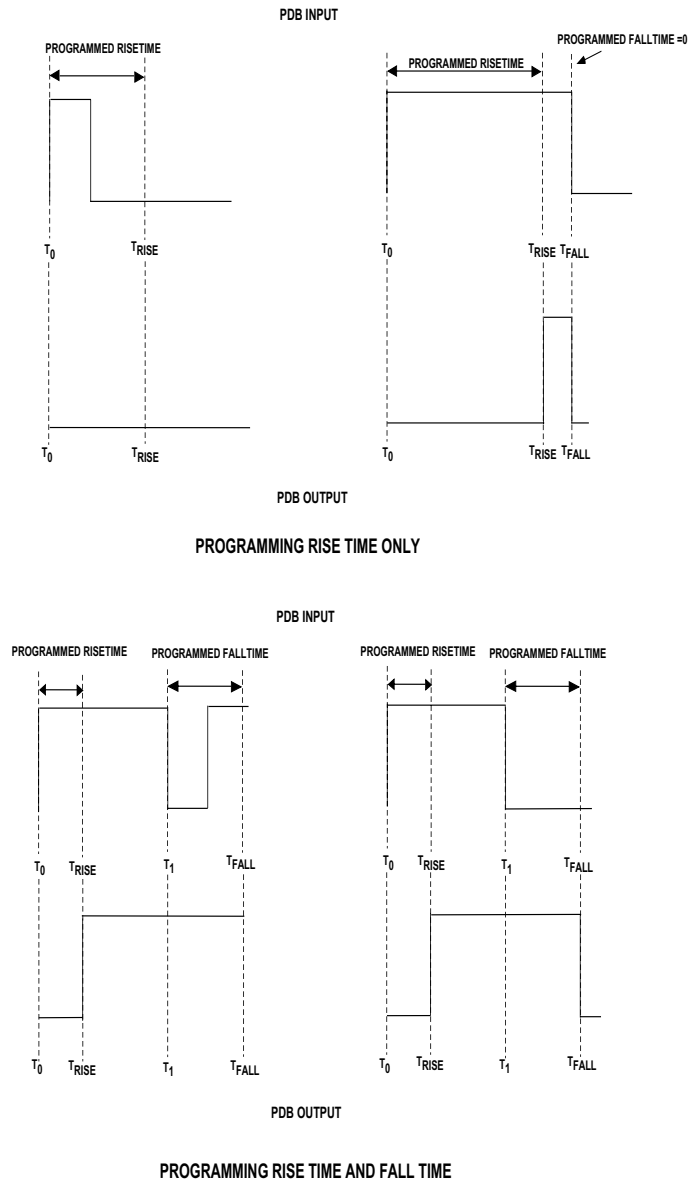 PDB INPUT
PROGRAMMED FALLTIME =0
PROGRAMMED RISETIME
PROGRAMMED RISETIME
T0 TRISE
T0 TRISE TFALL
T0 TRISE
T0 TRISE TFALL
PDB OUTPUT
PROGRAMMING RISE TIME ONLY
PDB INPUT
PROGRAMMED RISETIME PROGRAMMED FALLTIME
PROGRAMMED RISETIME PROGRAMMED FALLTIME
T0 TRISE T1 TFALL
T0 TRISE T1 TFALL
T0 TRISE T1 TFALL
T0 TRISE T1 TFALL
PDB OUTPUT
PROGRAMMING RISE TIME AND FALL TIME